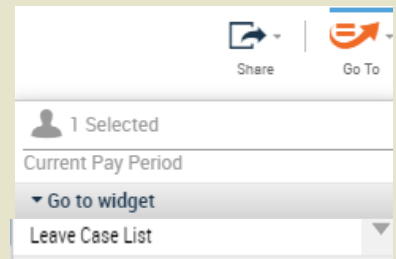 Share Go To
1 Selected
Current Pay Period
Go to widget
Leave Case List